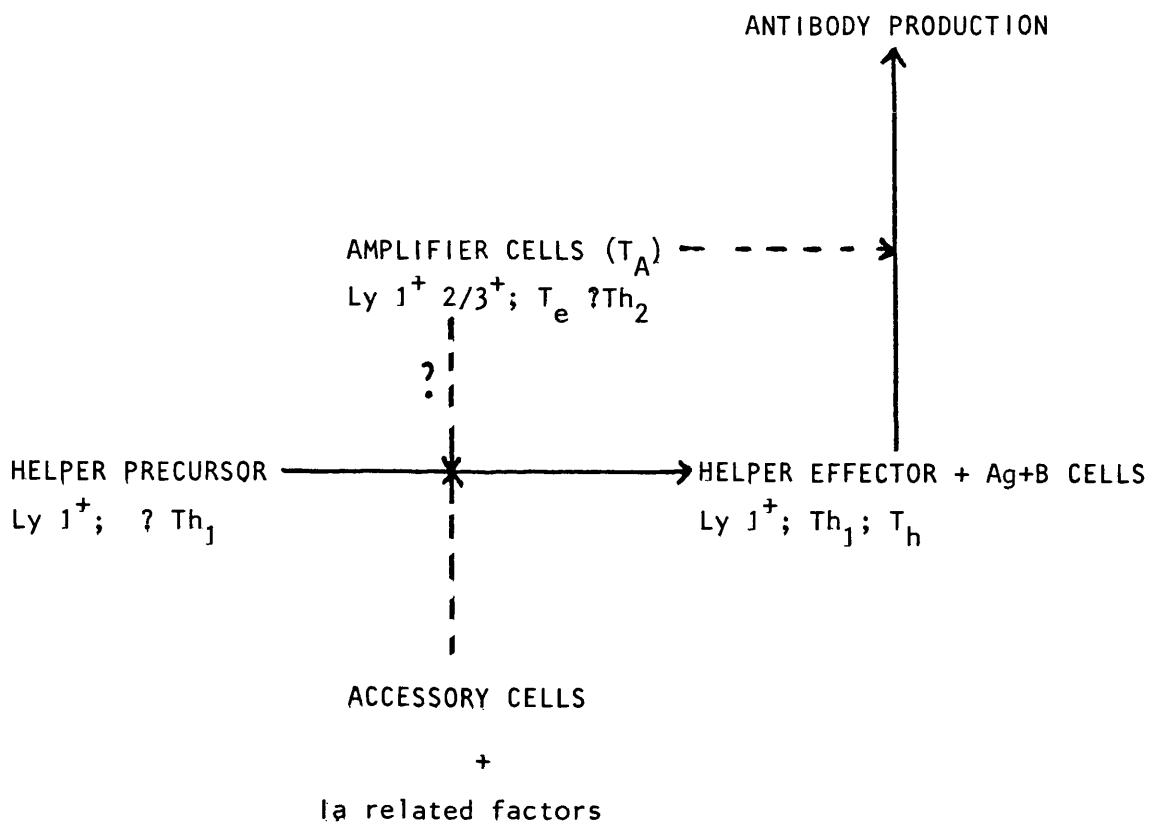 ANTIBODY PRODUCTION
AMPLIFIER CELLS (T_A)
Ly 1^+ 2/3^+; T_e ?Th_2
?
HELPER PRECURSOR
Ly 1^+; ? Th_1
HELPER EFFECTOR + Ag+B CELLS
Ly 1^+; Th_1; T_h
ACCESSORY CELLS
+
Ia related factors